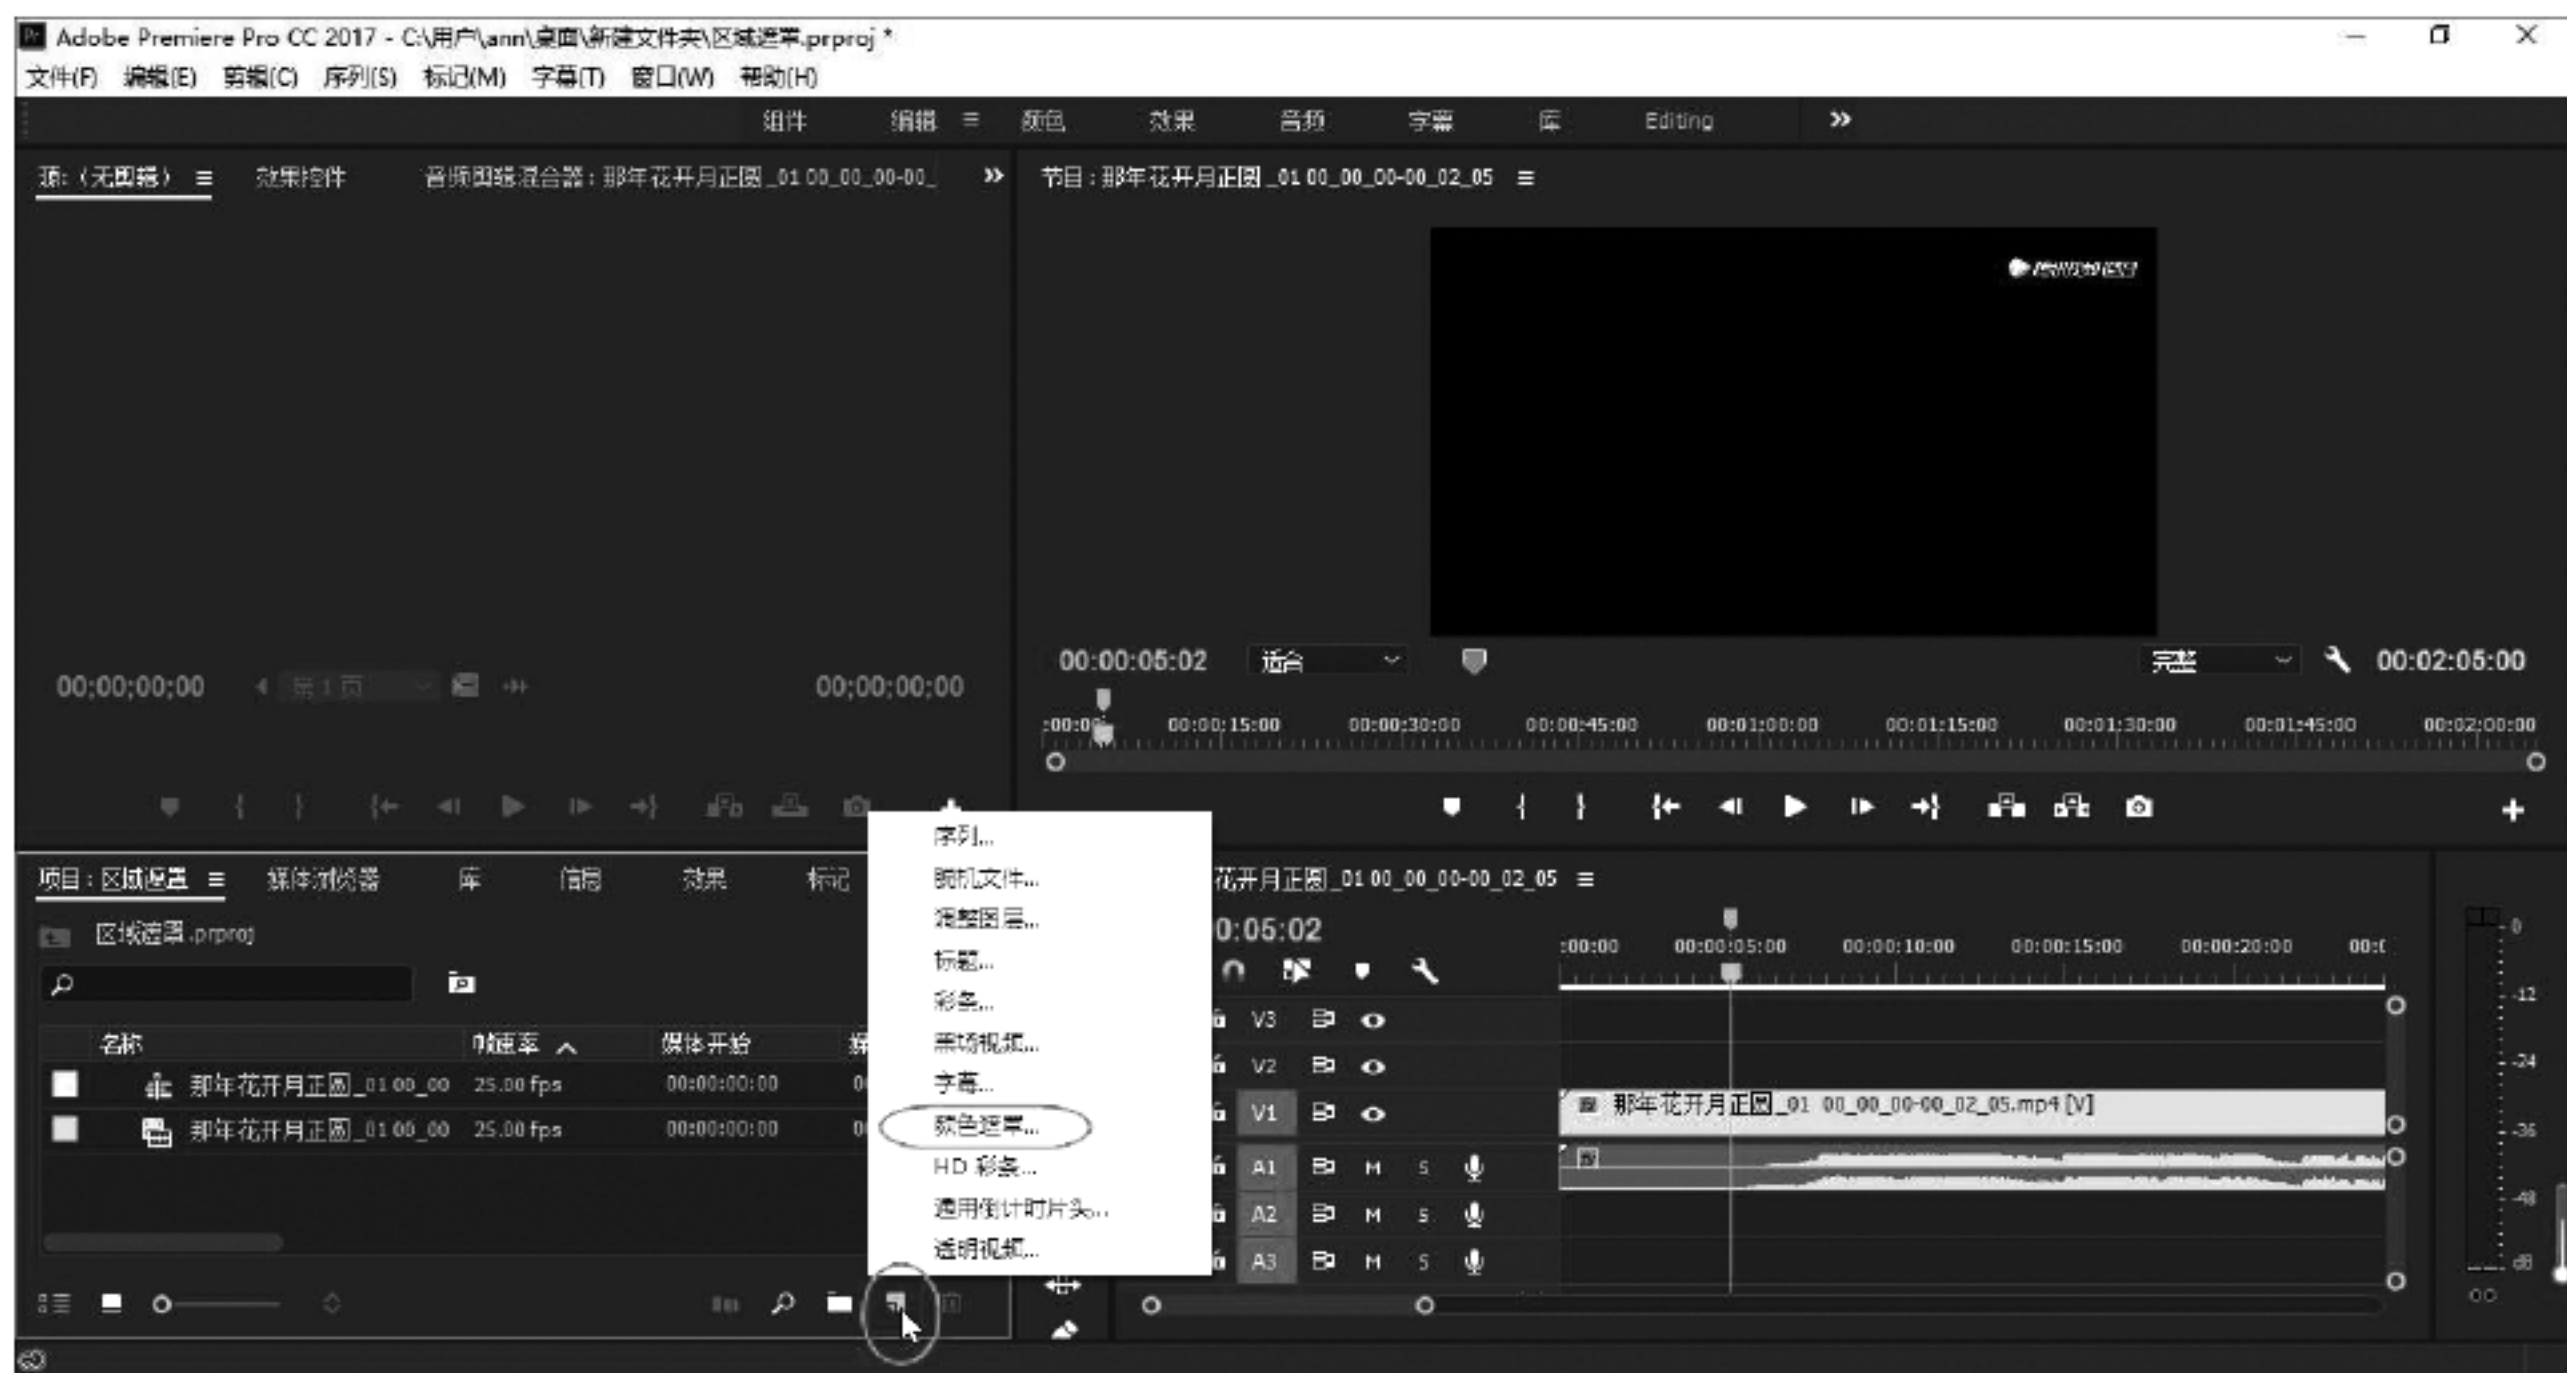 Adobe Premiere Pro CC 2017 - C:\用户\ann\桌面\新建文件夹\区域遮罩.prproj *
文件(F) 编辑(E) 剪辑(C) 序列(S) 标记(M) 字幕(T) 窗口(W) 帮助(H)
组件 编辑 颜色 效果 音频 字幕 库 Editing
源:（无剪辑） 效果控件 音频剪辑混合器：那年花开月正圆_01 00_00_00-00_
节目：那年花开月正圆_01 00_00_00-00_02_05
00:00:05:02 适合 完整 00:02:05:00
00;00;00;00 第1页 00;00;00;00
:00:00 00:00:15:00 00:00:30:00 00:00:45:00 00:01:00:00 00:01:15:00 00:01:30:00 00:01:45:00 00:02:00:00
项目：区域遮罩 媒体浏览器 库 信息 效果 标记
区域遮罩.prproj
名称 帧速率 媒体开始 媒
那年花开月正圆_01 00_00 25.00 fps 00:00:00:00 0
那年花开月正圆_01 00_00 25.00 fps 00:00:00:00 0
序列...
脱机文件...
调整图层...
标题...
彩条...
黑场视频...
字幕...
颜色遮罩...
HD 彩条...
通用倒计时片头...
透明视频...
花开月正圆_01 00_00_00-00_02_05
0:05:02
:00:00 00:00:05:00 00:00:10:00 00:00:15:00 00:00:20:00 00:0
V3
V2
V1 fx 那年花开月正圆_01 00_00_00-00_02_05.mp4 [V]
A1 M S
A2 M S
A3 M S
0
-12
-24
-36
-48
dB